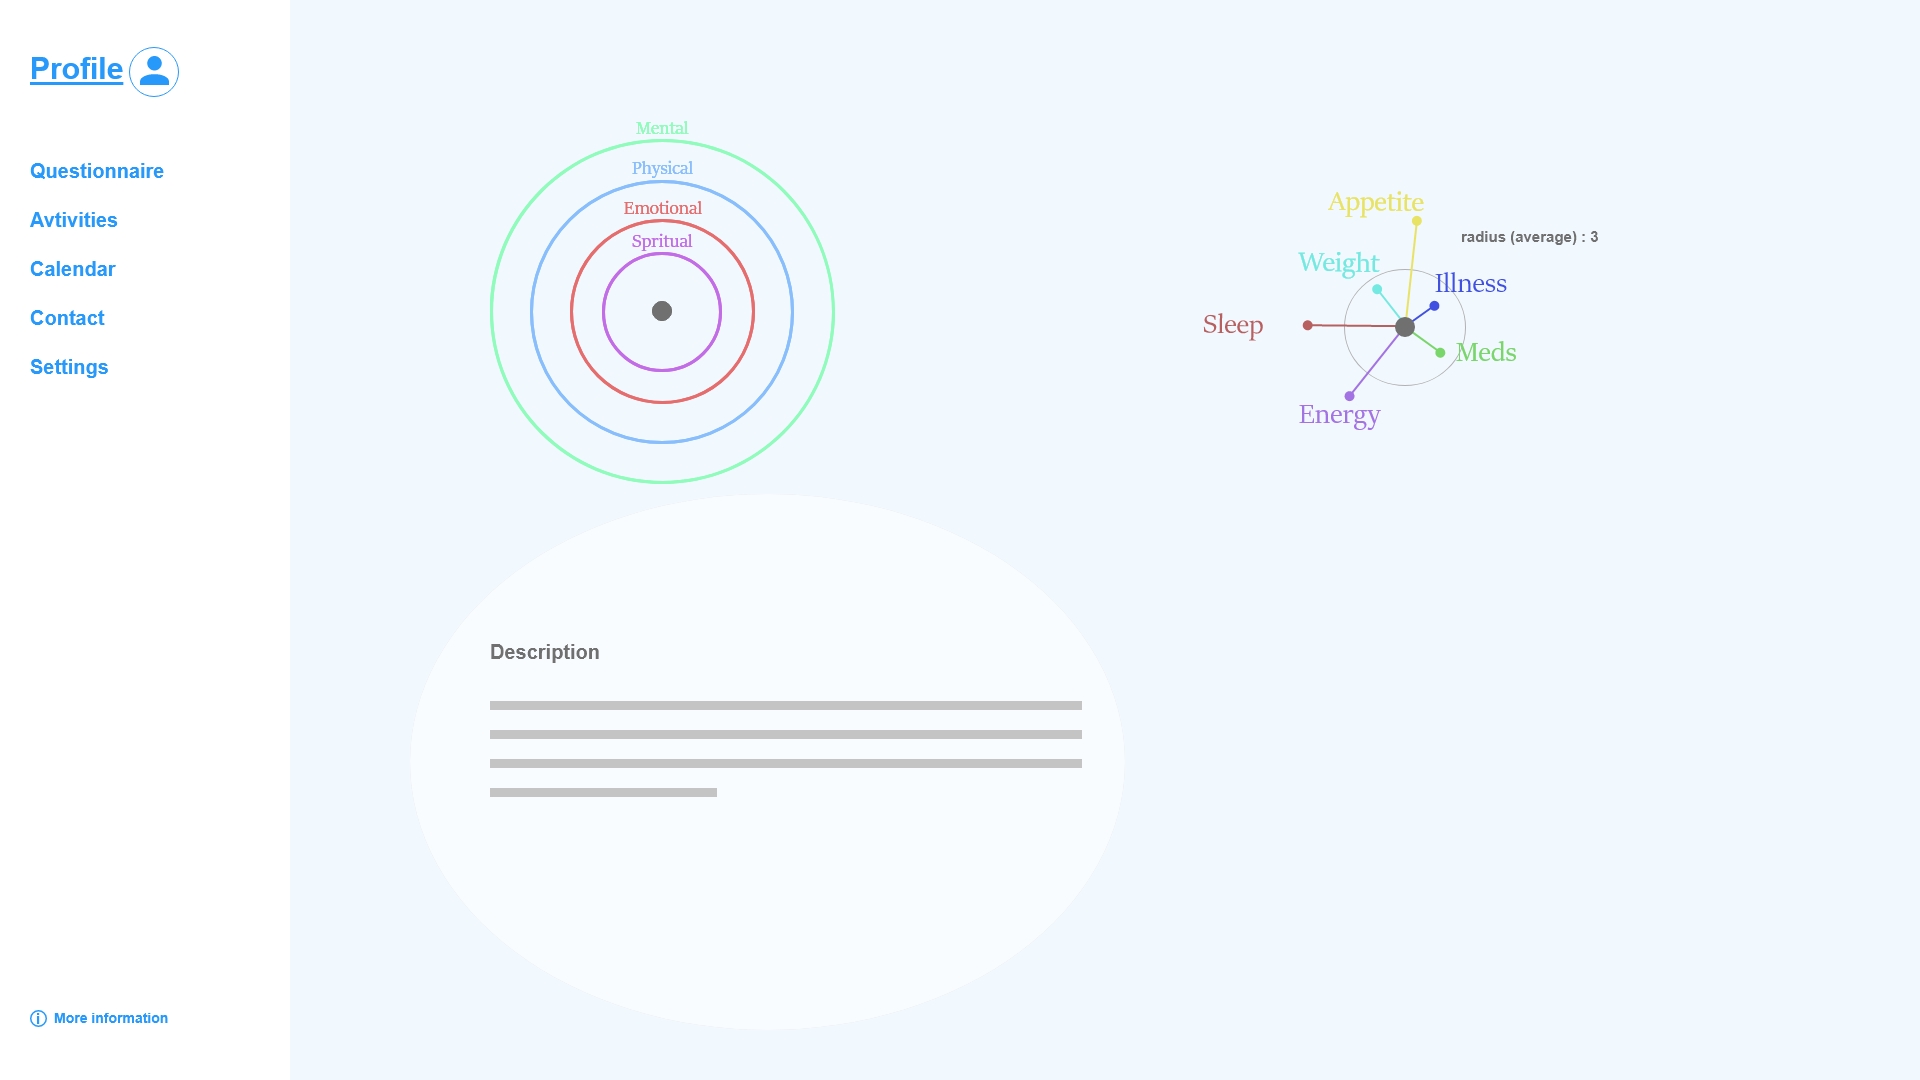 Profile
Questionnaire
Avtivities
Calendar
Contact
Settings
More information
Mental
Physical
Emotional
Spritual
Appetite
radius (average) : 3
Weight
Illness
Sleep
Meds
Energy
Description